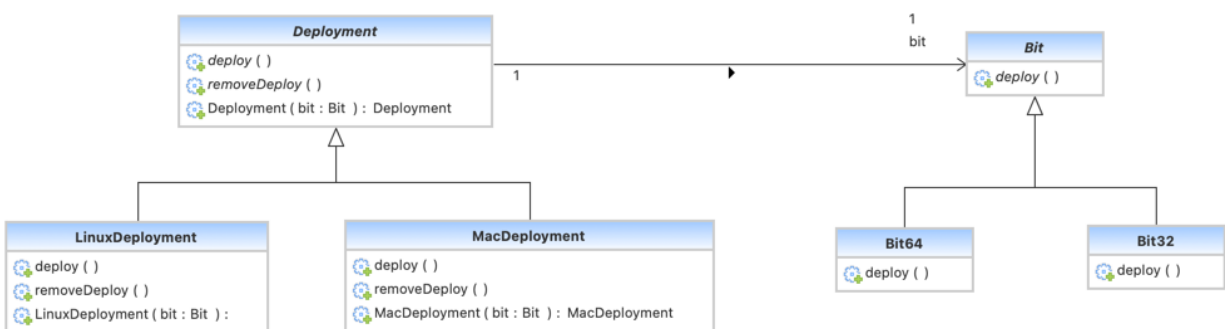 Deployment
deploy ( )
removeDeploy ( )
Deployment ( bit : Bit  ) :  Deployment
1
1
bit
Bit
deploy ( )
LinuxDeployment
deploy ( )
removeDeploy ( )
LinuxDeployment ( bit : Bit  ) :
MacDeployment
deploy ( )
removeDeploy ( )
MacDeployment ( bit : Bit  ) :  MacDeployment
Bit64
deploy ( )
Bit32
deploy ( )